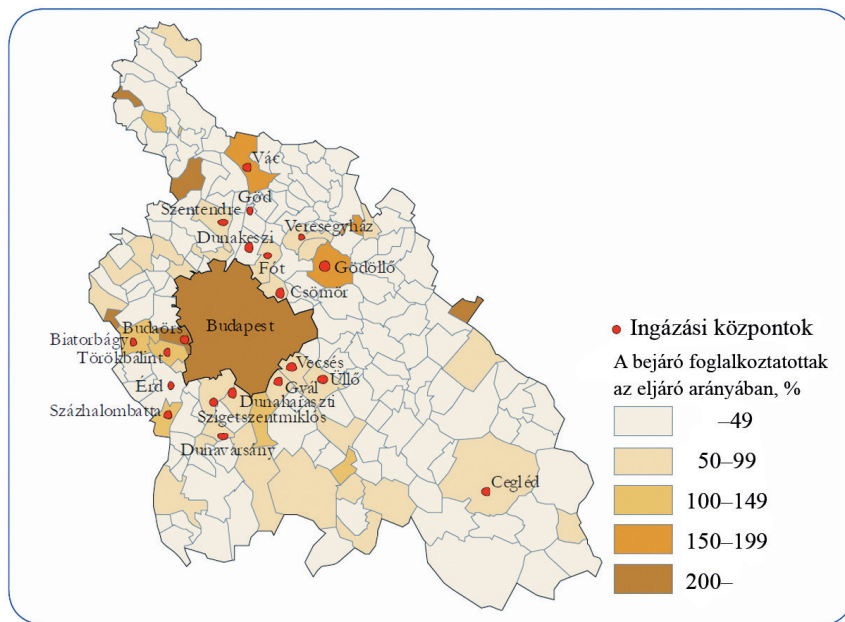 Vác
Göd
Szentendre
Veresegyház
Dunakeszi
Fót
Gödöllő
Csömör
Budapest
Budaörs
Biatorbágy
Törökbálint
Vecsés
Üllő
Gyál
Érd
Dunaharaszti
Százhalombatta
Szigetszentmiklós
Dunavarsány
Cegléd
Ingázási központok
A bejáró foglalkoztatottak
az eljáró arányában, %
–49
50–99
100–149
150–199
200–